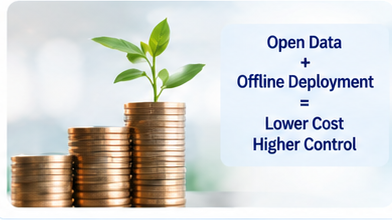 Open Data
+
Offline Deployment
=
Lower Cost
Higher Control